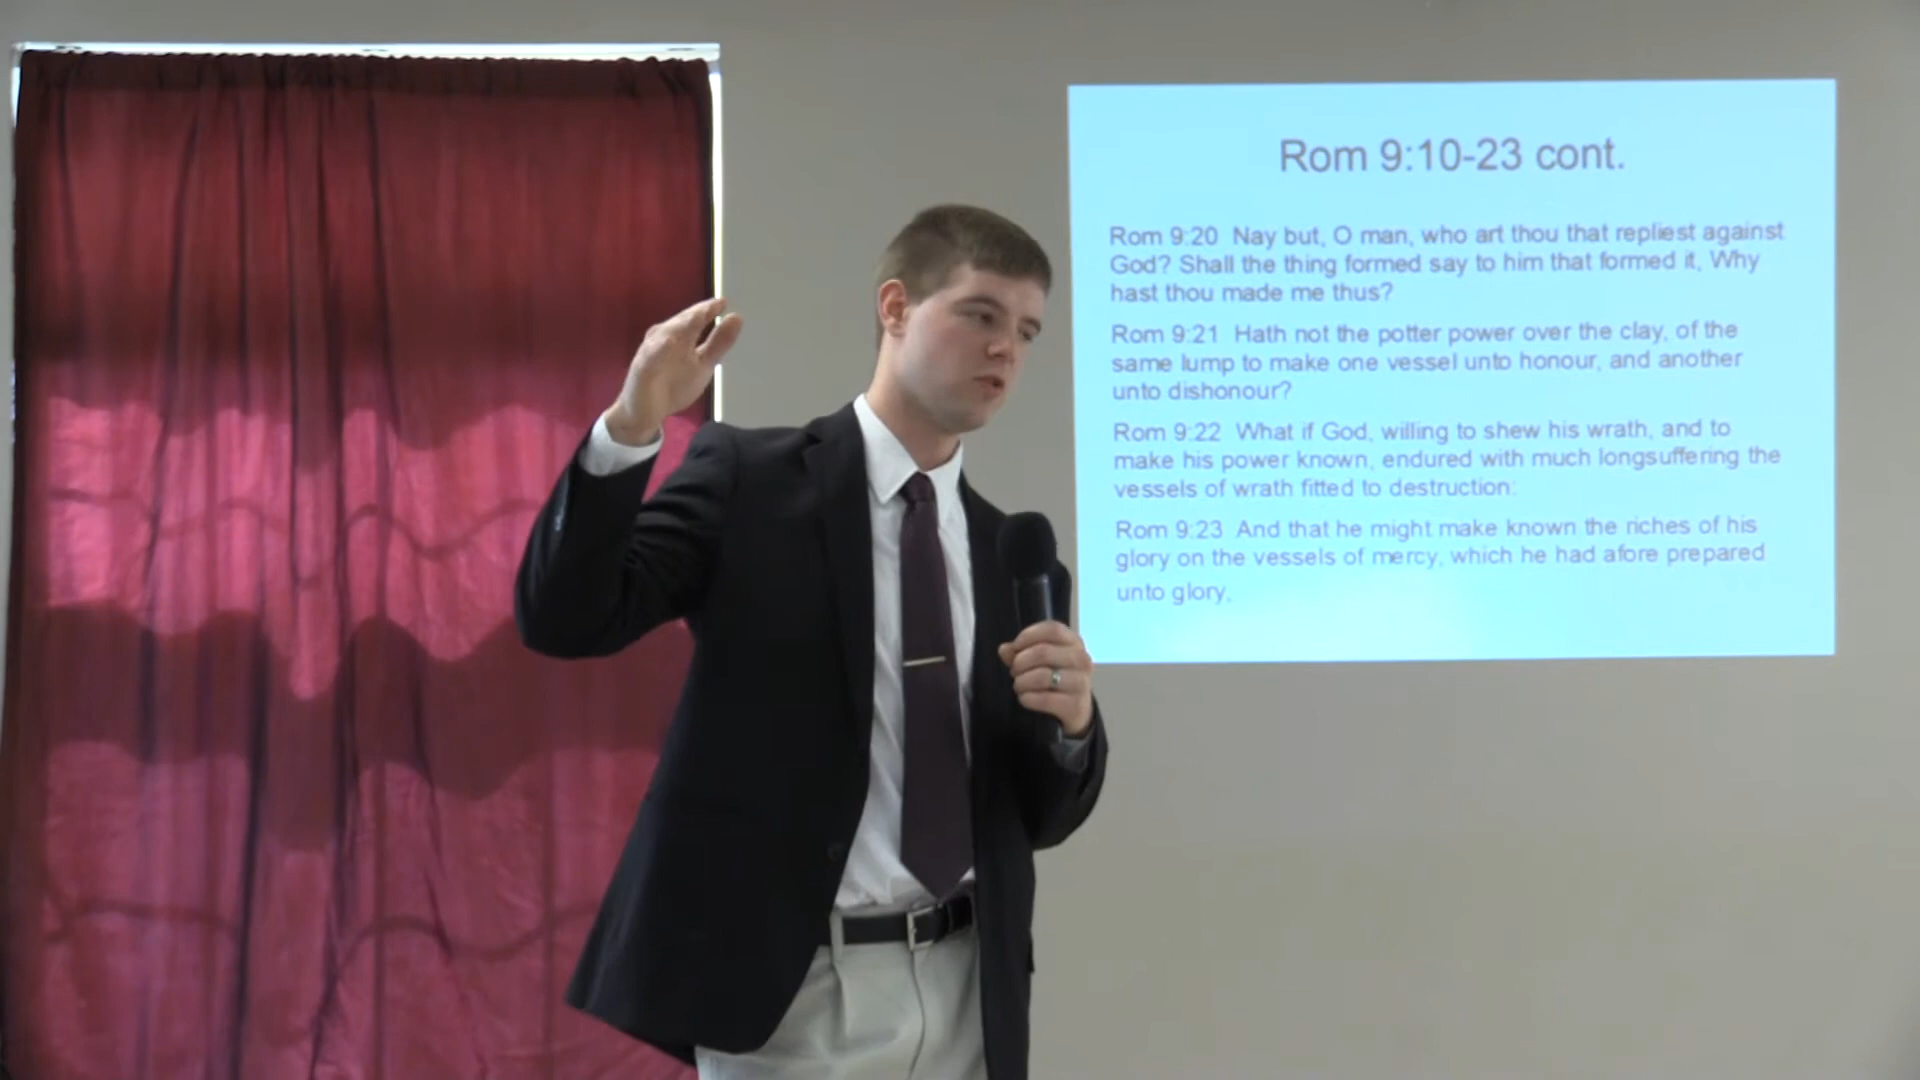 Rom 9:10-23 cont.
Rom 9:20 Nay but, O man, who art thou that repliest against
God? Shall the thing formed say to him that formed it, Why
hast thou made me thus?
Rom 9:21 Hath not the potter power over the clay, of the
same lump to make one vessel unto honour, and another
unto dishonour?
Rom 9:22 What if God, willing to shew his wrath, and to
make his power known, endured with much longsuffering the
vessels of wrath fitted to destruction:
Rom 9:23 And that he might make known the riches of his
glory on the vessels of mercy, which he had afore prepared
unto glory,